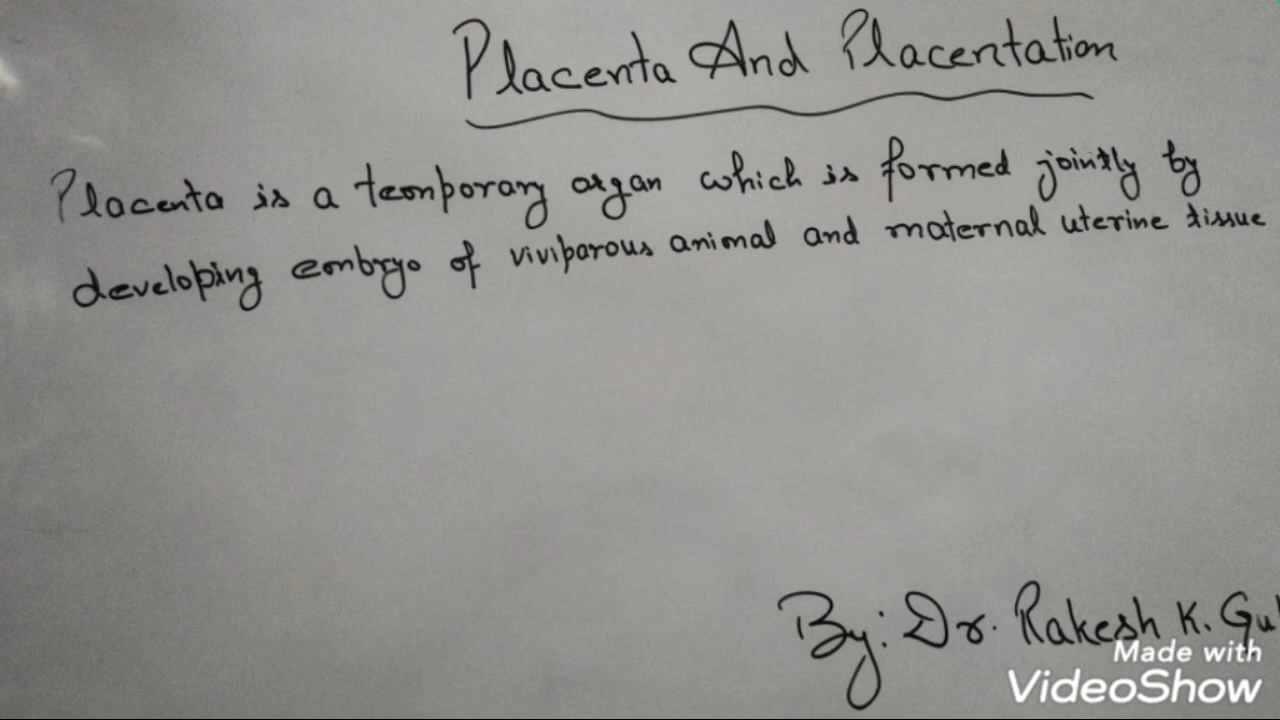 Placenta And Placentation
Placenta is a temporary organ which is formed jointly by
developing embryo of viviparous animal and maternal uterine tissue
By: Dr. Rakesh K. Gu
Made with
VideoShow